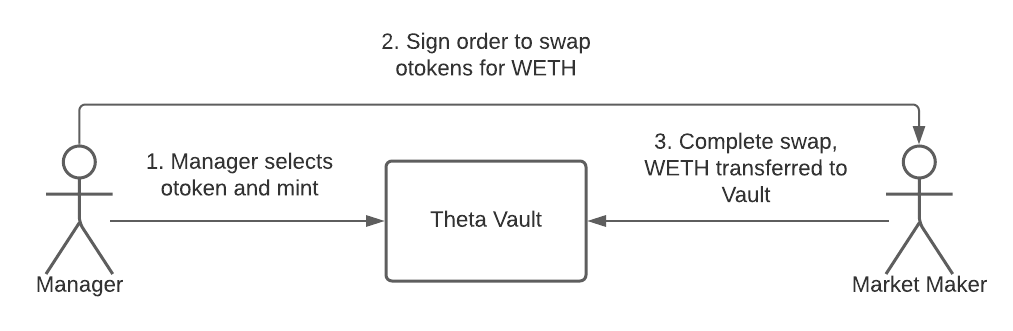 2. Sign order to swap
otokens for WETH
1. Manager selects
otoken and mint
3. Complete swap,
WETH transferred to
Vault
Theta Vault
Manager
Market Maker